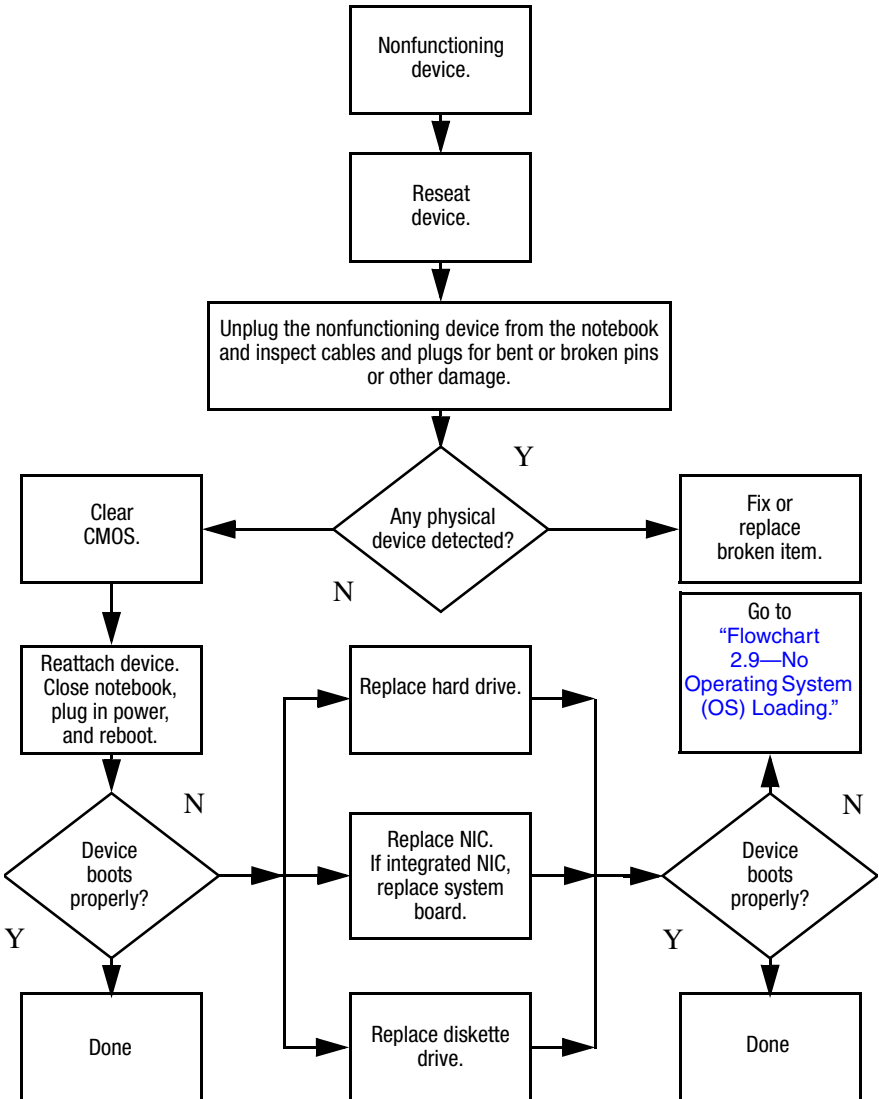 Nonfunctioning
device.
Reseat
device.
Unplug the nonfunctioning device from the notebook
and inspect cables and plugs for bent or broken pins
or other damage.
Y
Any physical
device detected?
N
Clear
CMOS.
Fix or
replace
broken item.
Go to
“Flowchart
2.9—No
Operating System
(OS) Loading.”
Reattach device.
Close notebook,
plug in power,
and reboot.
Replace hard drive.
N
Device
boots
properly?
Y
Replace NIC.
If integrated NIC,
replace system
board.
N
Device
boots
properly?
Y
Done
Replace diskette
drive.
Done